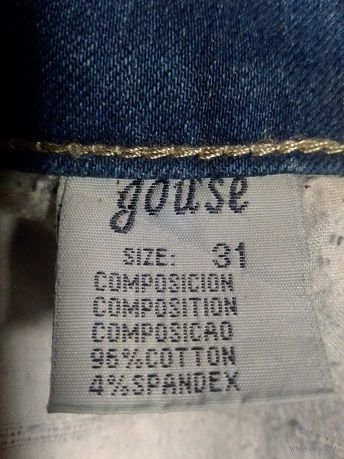 gouse
SIZE: 31
COMPOSICION
COMPOSITION
COMPOSICAO
96%COTTON
4%SPANDEX